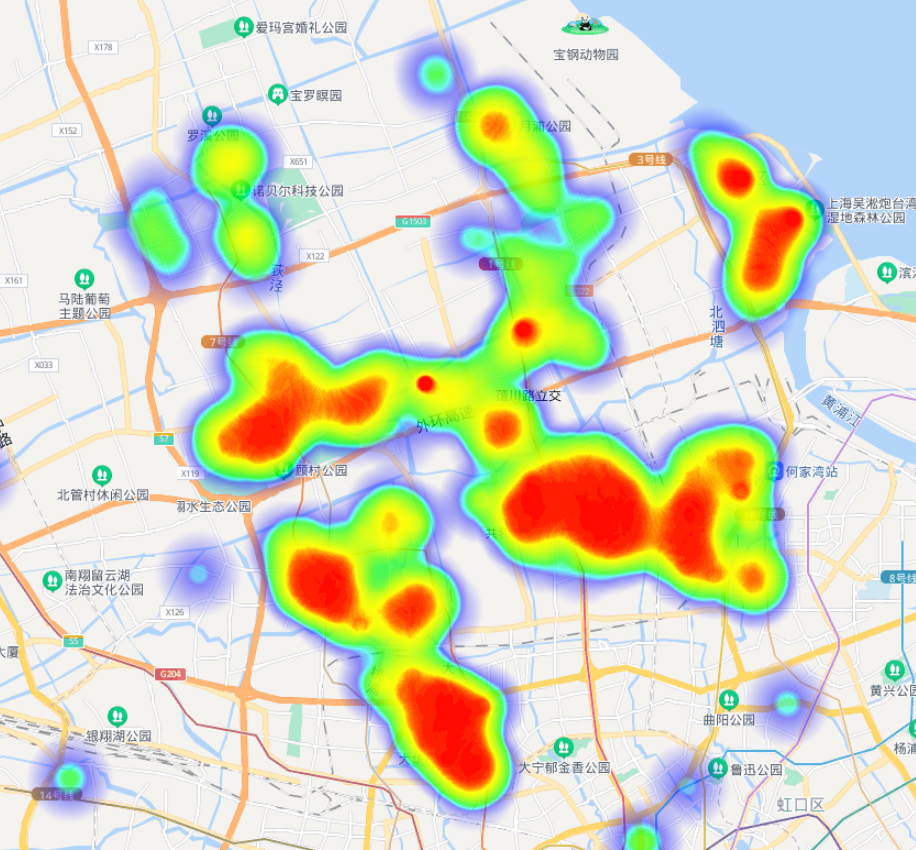 爱玛宫婚礼公园
宝钢动物园
X178
宝罗暝园
罗溪公园
月浦公园
X152
X651
3号线
诺贝尔科技公园
上海吴淞炮台湾
湿地森林公园
G1503
X122
1号线
荻泾
X161
马陆葡萄
主题公园
滨江
北泗塘
7号线
X033
蕰川路立交
黄浦江
外环高速
S7
X119
顾村公园
何家湾站
北管村休闲公园
羽水生态公园
共
南翔留云湖
法治文化公园
8号线
X126
S5
大厦
G204
黄兴公园
曲阳公园
银翔湖公园
杨浦
大宁郁金香公园
鲁迅公园
14号线
虹口区